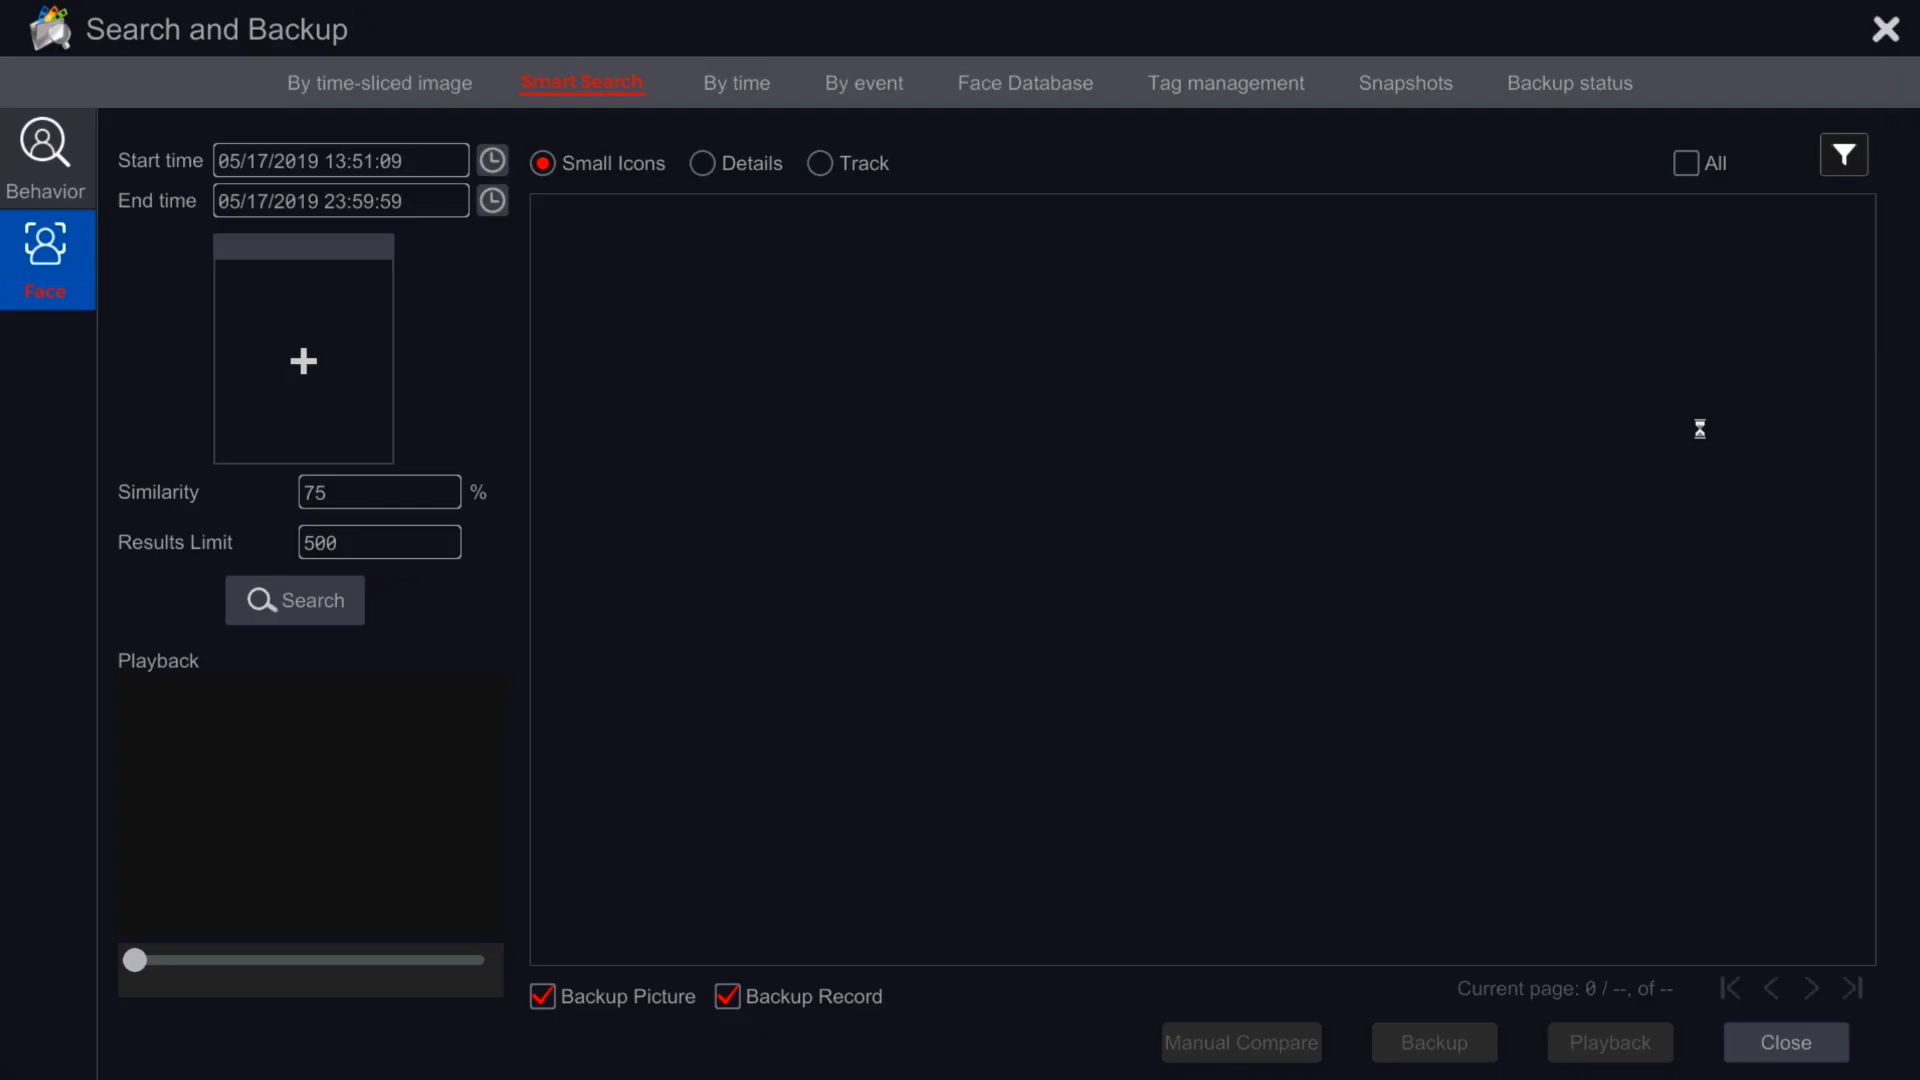 Search and Backup
By time-sliced image Smart Search By time By event Face Database Tag management Snapshots Backup status
Behavior
Face
Start time 05/17/2019 13:51:09
End time 05/17/2019 23:59:59
Small Icons Details Track All
Similarity 75 %
Results Limit 500
Search
Playback
Backup Picture Backup Record
Current page: 0 / --, of --
Manual Compare Backup Playback Close